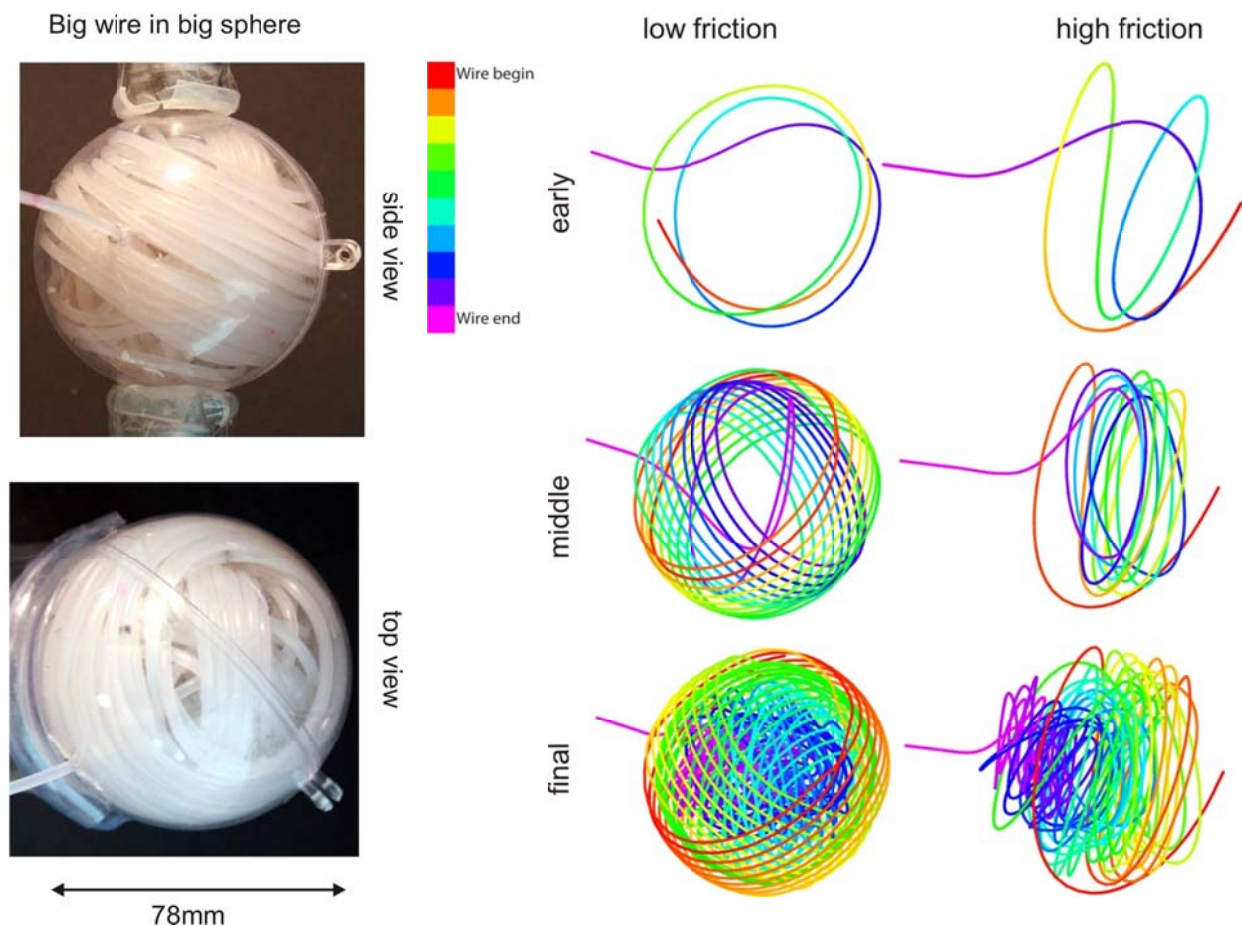 Big wire in big sphere
side view
top view
78mm
Wire begin
Wire end
low friction
high friction
early
middle
final